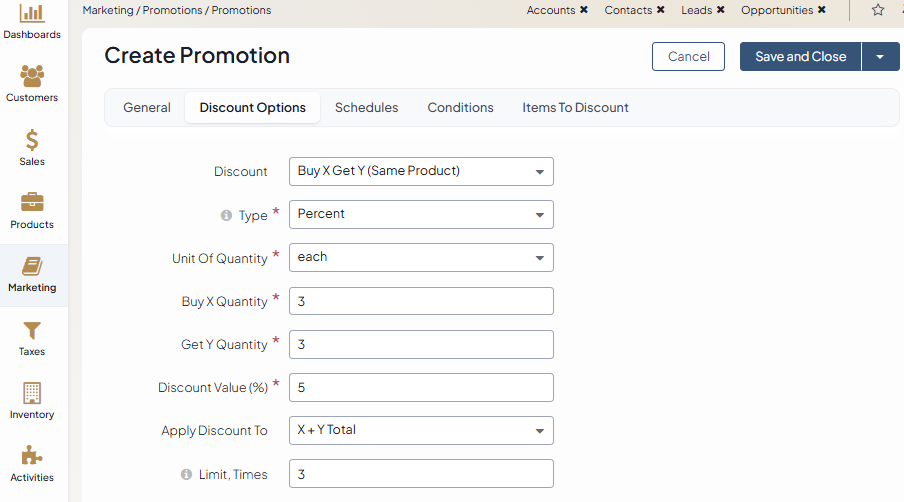 Marketing / Promotions / Promotions
Accounts ✖ Contacts ✖ Leads ✖ Opportunities ✖
Dashboards
Customers
Sales
Products
Marketing
Taxes
Inventory
Activities
Create Promotion
Cancel
Save and Close
General Discount Options Schedules Conditions Items To Discount
Discount Buy X Get Y (Same Product)
Type * Percent
Unit Of Quantity * each
Buy X Quantity * 3
Get Y Quantity * 3
Discount Value (%) * 5
Apply Discount To X + Y Total
Limit, Times 3